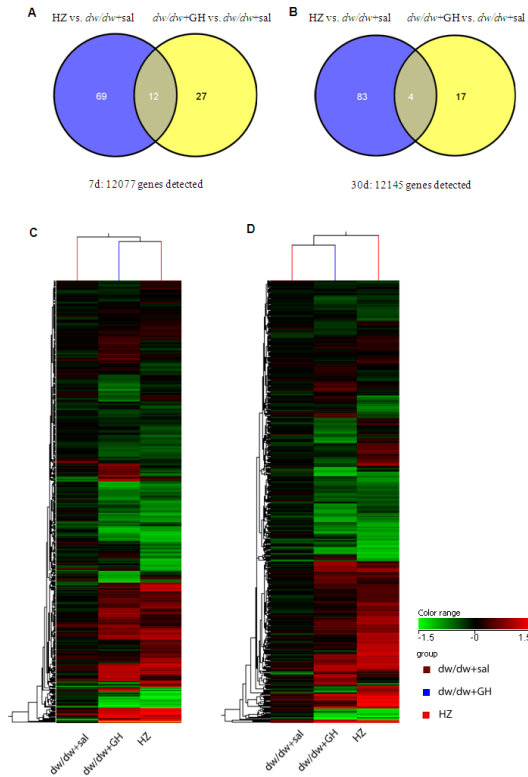 A
B
HZ vs. dw/dw+sal dw/dw+GH vs. dw/dw+sal
HZ vs. dw/dw+sal dw/dw+GH vs. dw/dw+sal
69 12 27
83 4 17
7d: 12077 genes detected
30d: 12145 genes detected
C
D
Color range
-1.5 -0 1.5
group
dw/dw+sal
dw/dw+GH
HZ
dw/dw+sal
dw/dw+GH
HZ
dw/dw+sal
dw/dw+GH
HZ